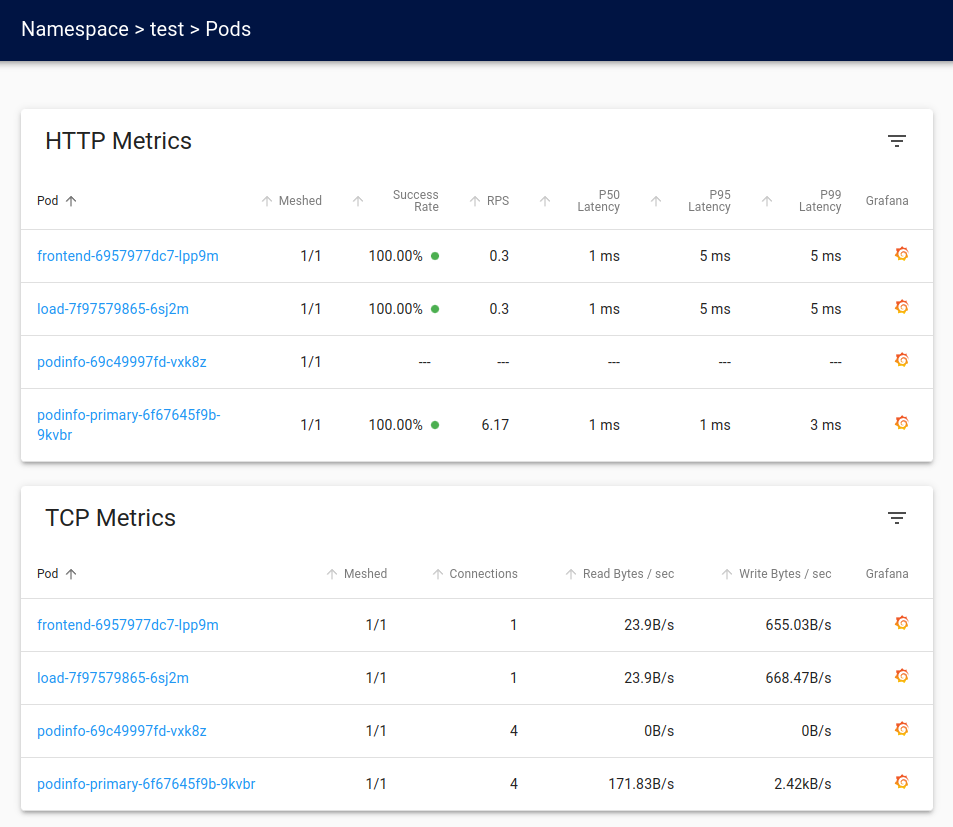 Namespace > test > Pods
HTTP Metrics
Pod Meshed Success Rate RPS P50 Latency P95 Latency P99 Latency Grafana
frontend-6957977dc7-lpp9m 1/1 100.00% 0.3 1 ms 5 ms 5 ms
load-7f97579865-6sj2m 1/1 100.00% 0.3 1 ms 5 ms 5 ms
podinfo-69c49997fd-vxk8z 1/1 --- --- --- --- ---
podinfo-primary-6f67645f9b-9kvbr 1/1 100.00% 6.17 1 ms 1 ms 3 ms
TCP Metrics
Pod Meshed Connections Read Bytes / sec Write Bytes / sec Grafana
frontend-6957977dc7-lpp9m 1/1 1 23.9B/s 655.03B/s
load-7f97579865-6sj2m 1/1 1 23.9B/s 668.47B/s
podinfo-69c49997fd-vxk8z 1/1 4 0B/s 0B/s
podinfo-primary-6f67645f9b-9kvbr 1/1 4 171.83B/s 2.42kB/s